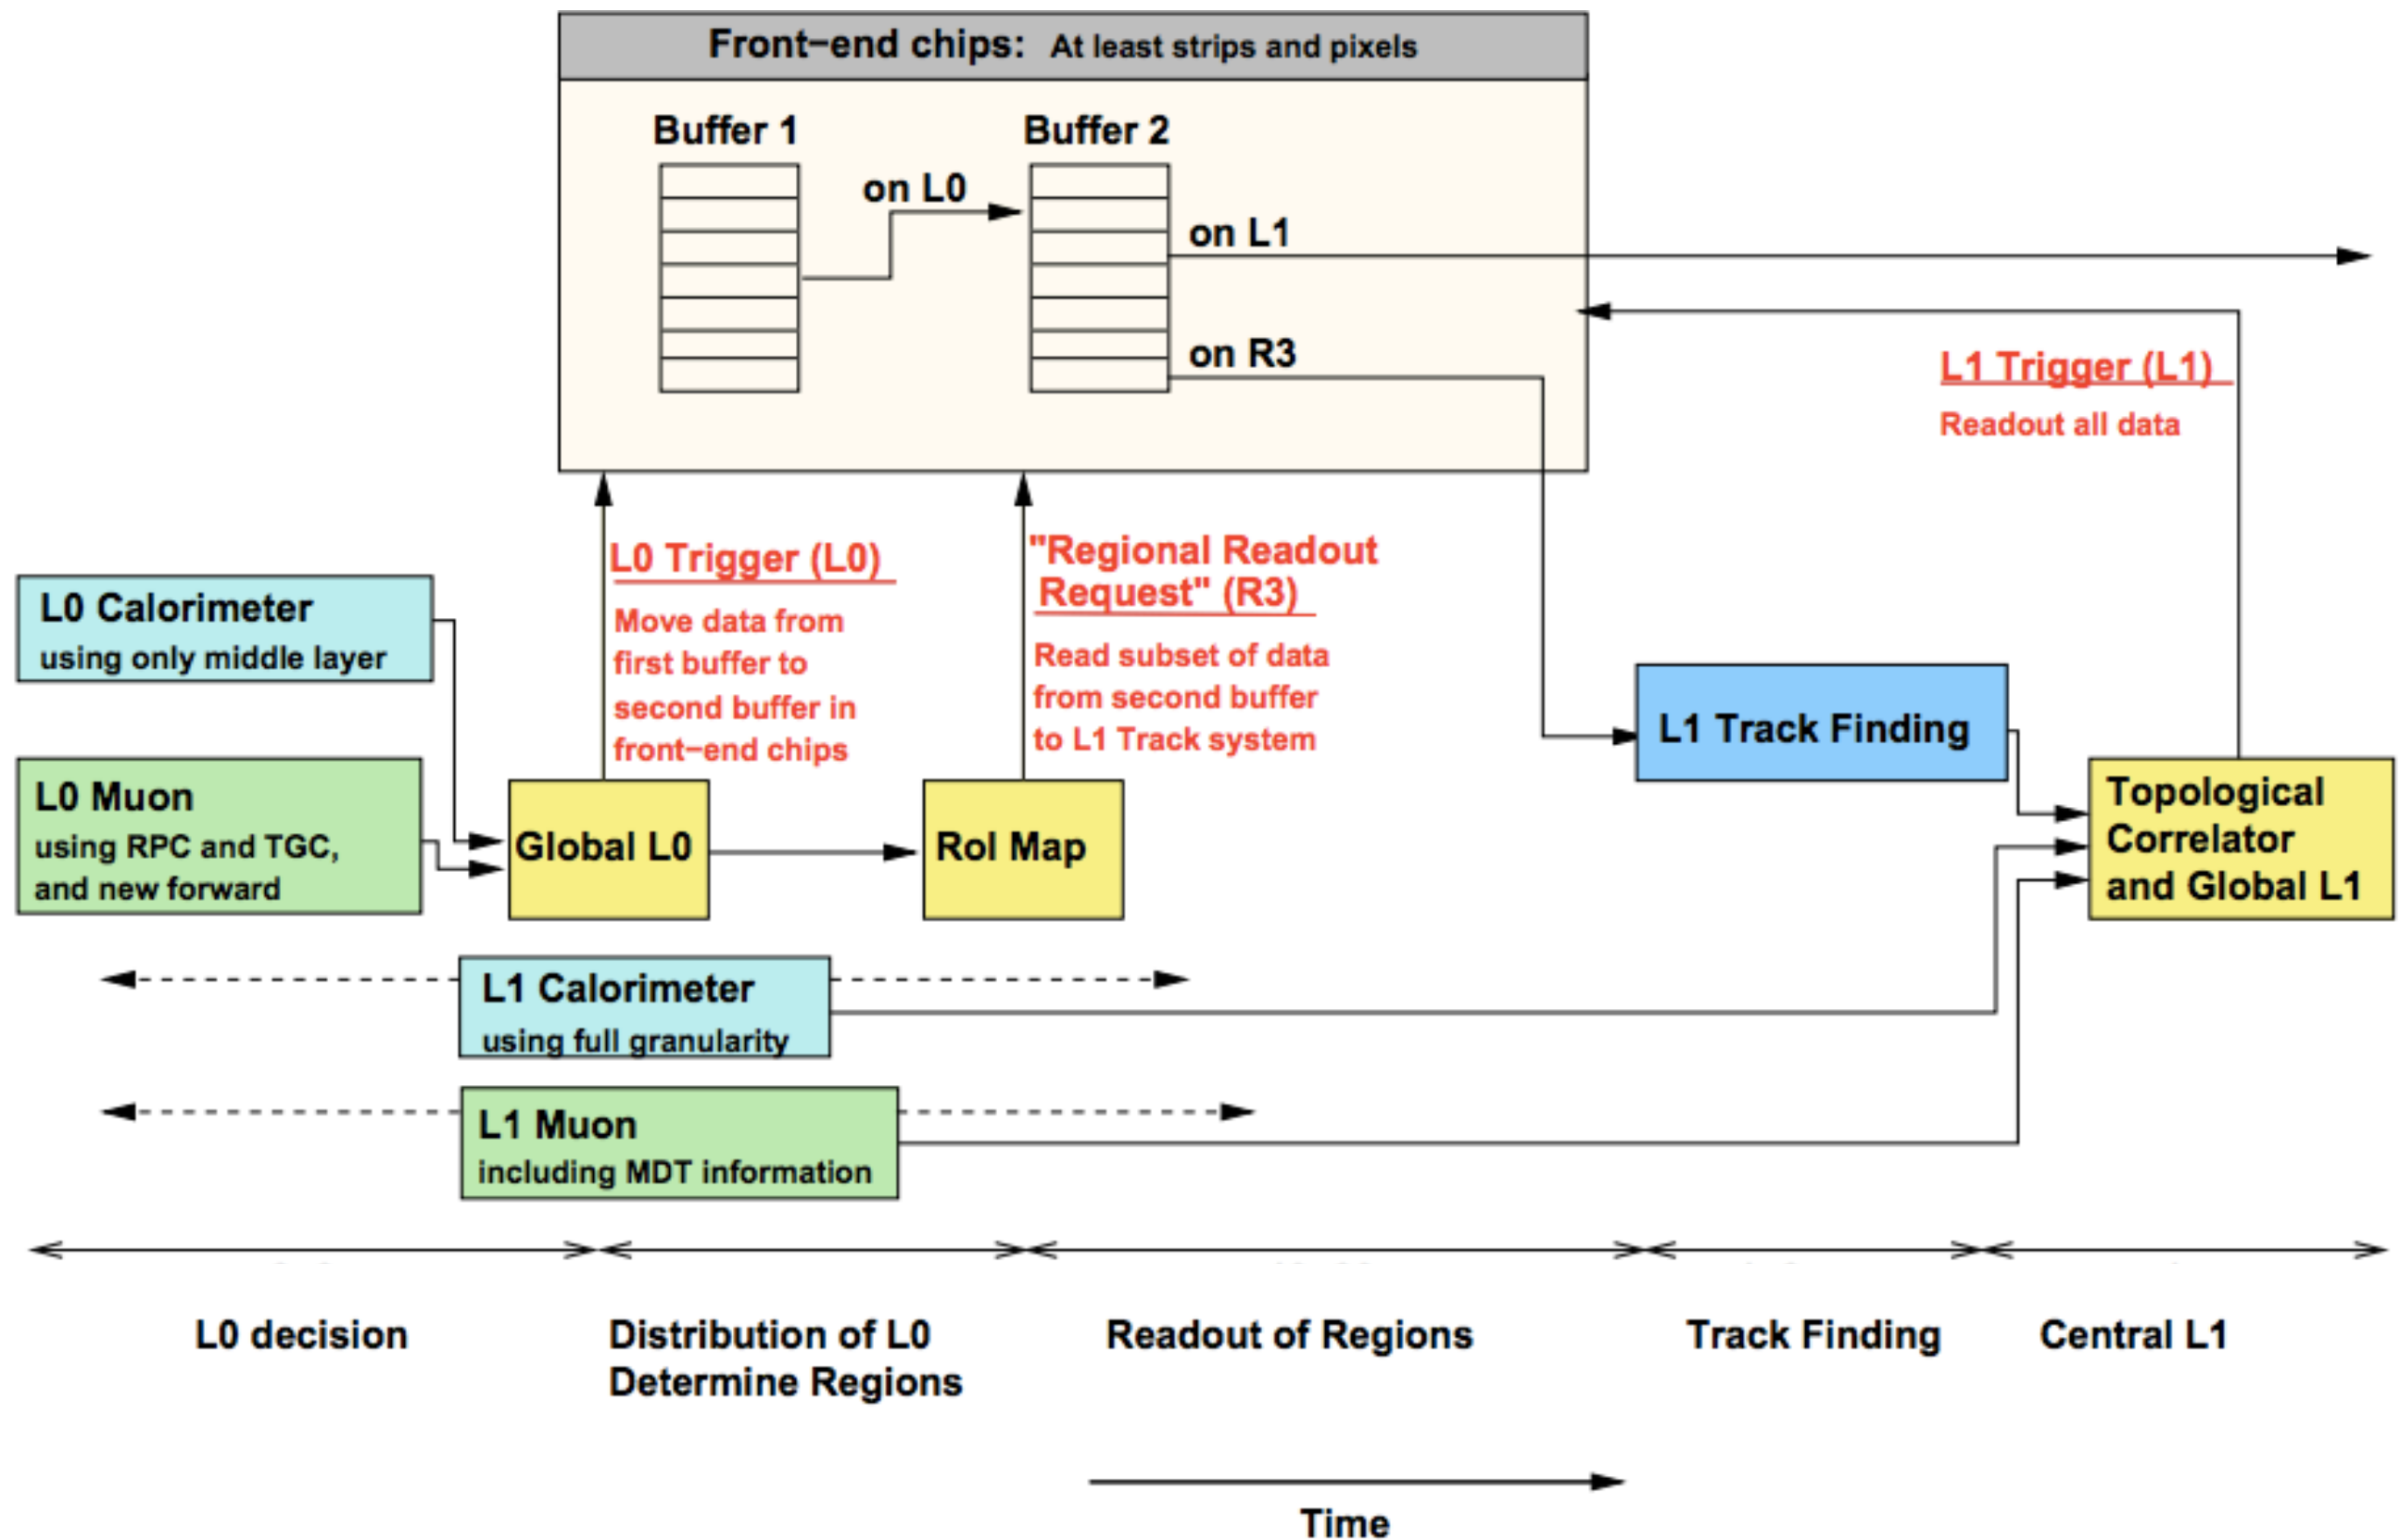 Front−end chips: At least strips and pixels
Buffer 1
Buffer 2
on L0
on L1
on R3
L1 Trigger (L1)
Readout all data
L0 Trigger (L0)
Move data from
first buffer to
second buffer in
front−end chips
"Regional Readout
Request" (R3)
Read subset of data
from second buffer
to L1 Track system
L0 Calorimeter
using only middle layer
L0 Muon
using RPC and TGC,
and new forward
Global L0
RoI Map
L1 Track Finding
Topological
Correlator
and Global L1
L1 Calorimeter
using full granularity
L1 Muon
including MDT information
L0 decision
Distribution of L0
Determine Regions
Readout of Regions
Track Finding
Central L1
Time